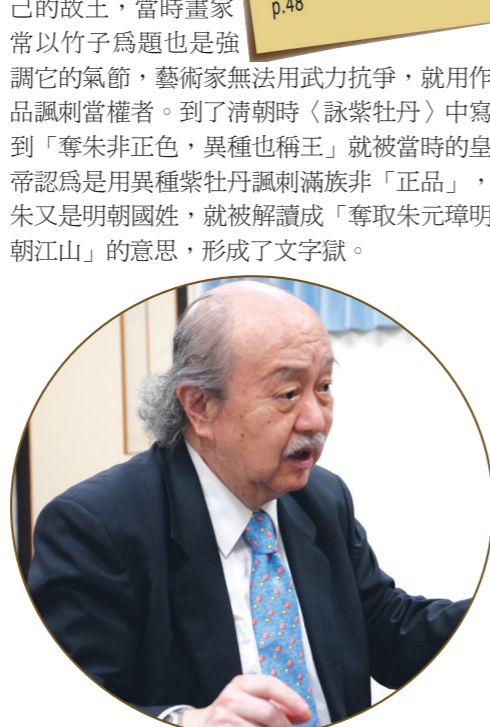 己的故土，當時畫家
常以竹子爲題也是強
調它的氣節，藝術家無法用武力抗爭，就用作
品諷刺當權者。到了淸朝時〈詠紫牡丹〉中寫
到「奪朱非正色，異種也稱王」就被當時的皇
帝認爲是用異種紫牡丹諷刺滿族非「正品」，
朱又是明朝國姓，就被解讀成「奪取朱元璋明
朝江山」的意思，形成了文字獄。
p.48